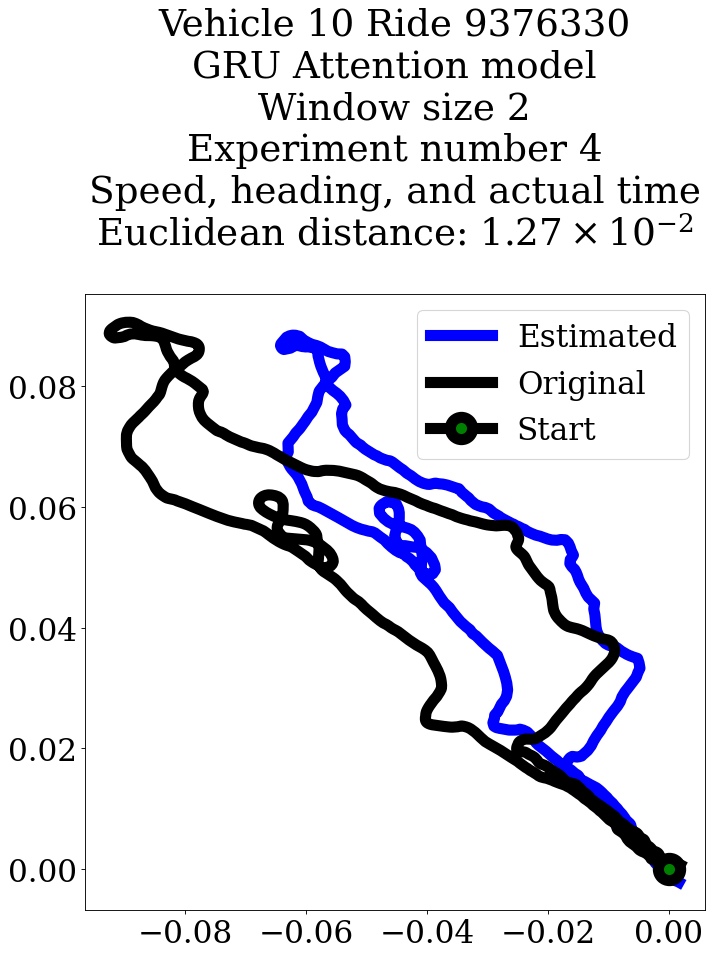 Vehicle 10 Ride 9376330
GRU Attention model
Window size 2
Experiment number 4
Speed, heading, and actual time
Euclidean distance: 1.27 × 10⁻²
Estimated
Original
Start
0.08
0.06
0.04
0.02
0.00
−0.08 −0.06 −0.04 −0.02 0.00